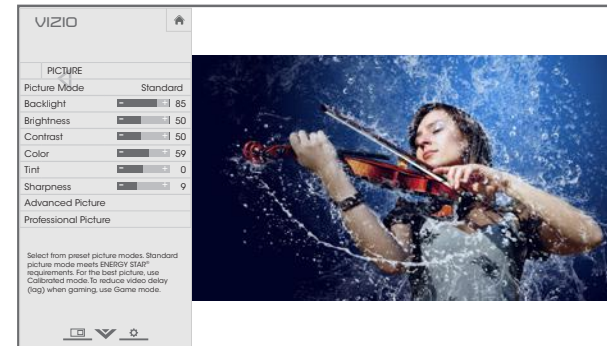 VIZIO
PICTURE
Picture Mode Standard
Backlight 85
Brightness 50
Contrast 50
Color 59
Tint 0
Sharpness 9
Advanced Picture
Professional Picture
Select from preset picture modes. Standard
picture mode meets ENERGY STAR®
requirements. For the best picture, use
Calibrated mode. To reduce video delay
(lag) when gaming, use Game mode.